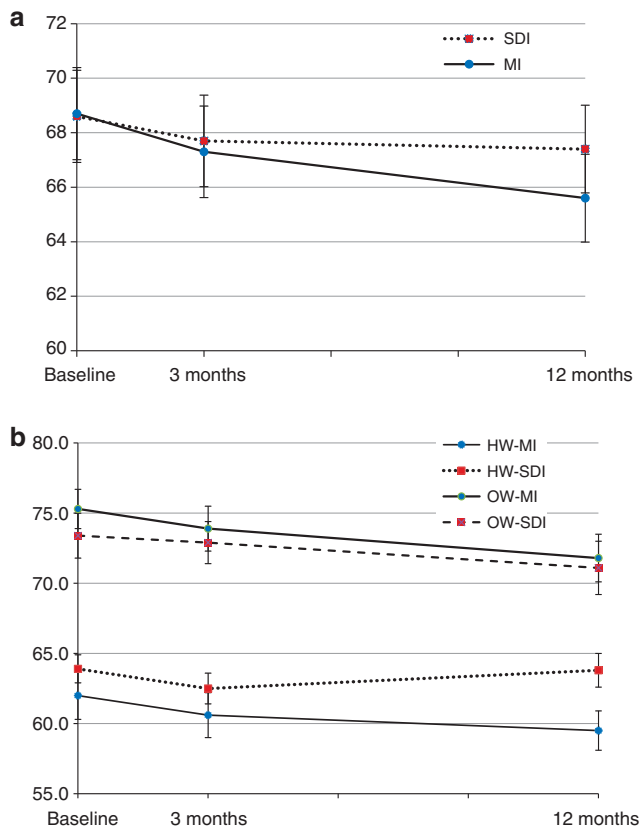 a
72
70
68
66
64
62
60
SDI
MI
Baseline
3 months
12 months
b
80.0
75.0
70.0
65.0
60.0
55.0
HW-MI
HW-SDI
OW-MI
OW-SDI
Baseline
3 months
12 months